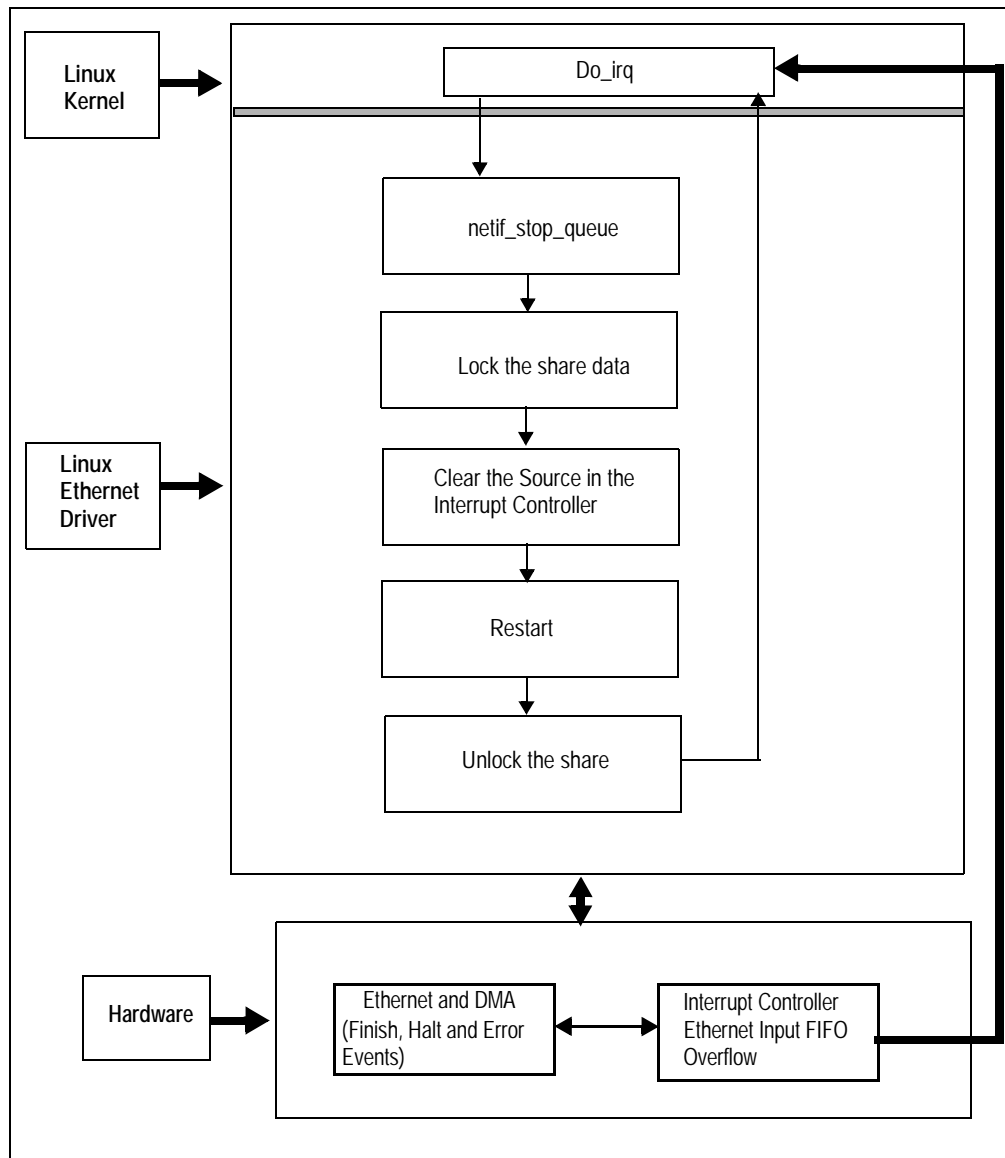 Linux
Kernel
Do_irq
netif_stop_queue
Lock the share data
Linux
Ethernet
Driver
Clear the Source in the
Interrupt Controller
Restart
Unlock the share
Hardware
Ethernet and DMA
(Finish, Halt and Error
Events)
Interrupt Controller
Ethernet Input FIFO
Overflow